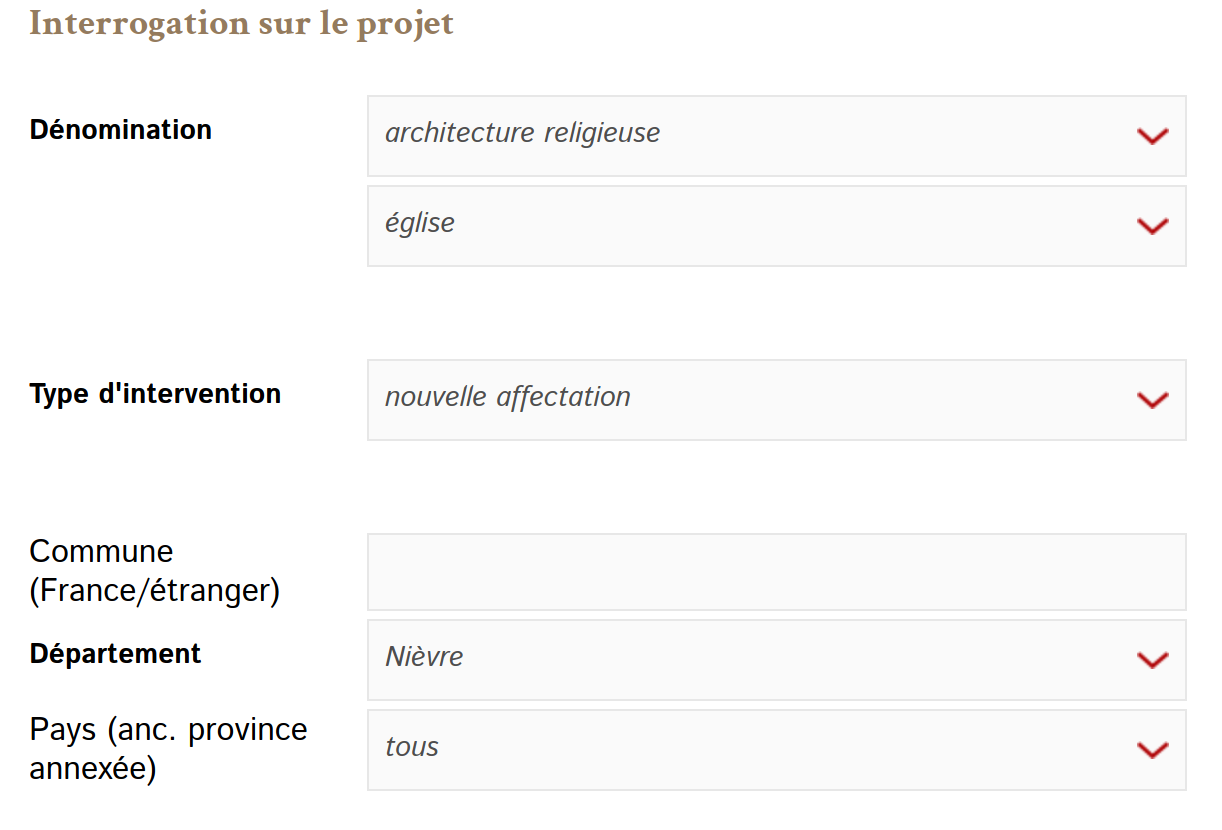 Interrogation sur le projet
Dénomination
architecture religieuse
église
Type d'intervention
nouvelle affectation
Commune
(France/étranger)
Département
Nièvre
Pays (anc. province
annexée)
tous